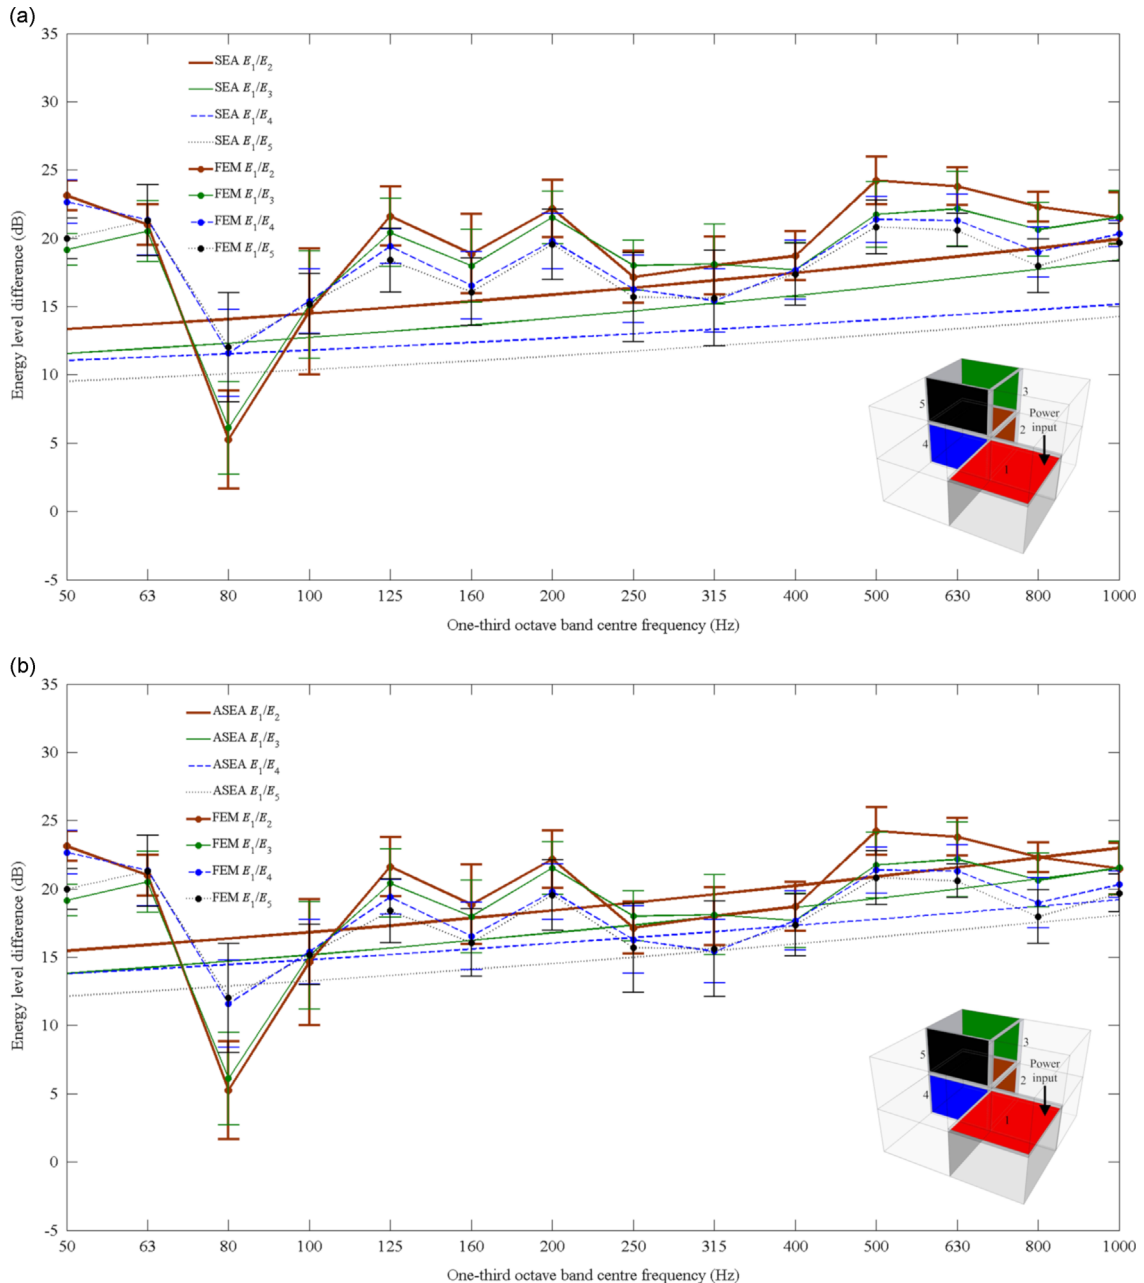 (a)
35
30
25
20
15
10
5
0
-5
Energy level difference (dB)
SEA E1/E2
SEA E1/E3
SEA E1/E4
SEA E1/E5
FEM E1/E2
FEM E1/E3
FEM E1/E4
FEM E1/E5
5
4
3
2
1
Power
input
50 63 80 100 125 160 200 250 315 400 500 630 800 1000
One-third octave band centre frequency (Hz)
(b)
35
30
25
20
15
10
5
0
-5
Energy level difference (dB)
ASEA E1/E2
ASEA E1/E3
ASEA E1/E4
ASEA E1/E5
FEM E1/E2
FEM E1/E3
FEM E1/E4
FEM E1/E5
5
4
3
2
1
Power
input
50 63 80 100 125 160 200 250 315 400 500 630 800 1000
One-third octave band centre frequency (Hz)